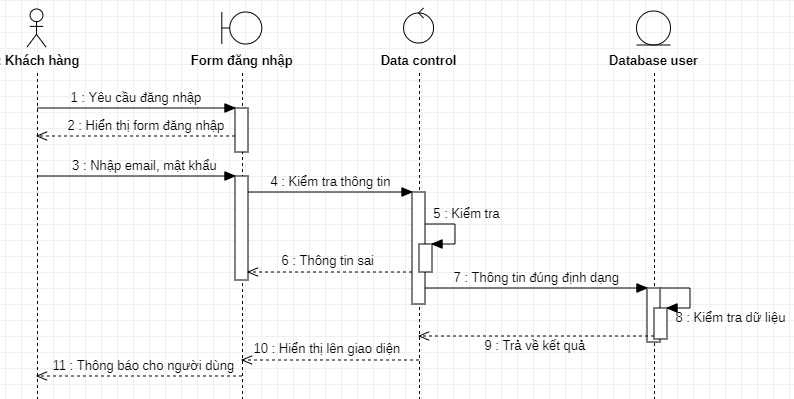 : Khách hàng
Form đăng nhập
Data control
Database user
1 : Yêu cầu đăng nhập
2 : Hiển thị form đăng nhập
3 : Nhập email, mật khẩu
4 : Kiểm tra thông tin
5 : Kiểm tra
6 : Thông tin sai
7 : Thông tin đúng định dạng
8 : Kiểm tra dữ liệu
9 : Trả về kết quả
10 : Hiển thị lên giao diện
11 : Thông báo cho người dùng